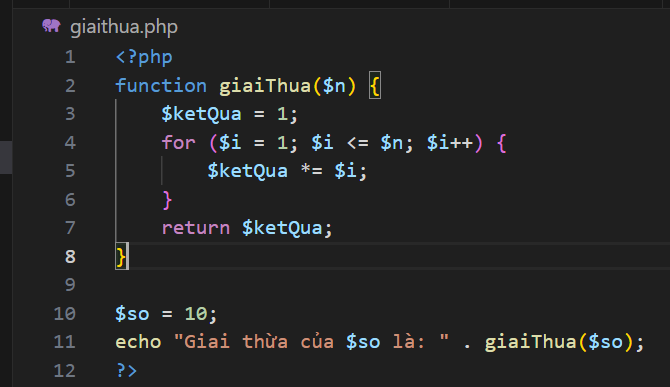 giaithua.php
1 <?php
2 function giaiThua($n) {
3     $ketQua = 1;
4     for ($i = 1; $i <= $n; $i++) {
5         $ketQua *= $i;
6     }
7     return $ketQua;
8 }
9
10 $so = 10;
11 echo "Giai thừa của $so là: " . giaiThua($so);
12 ?>